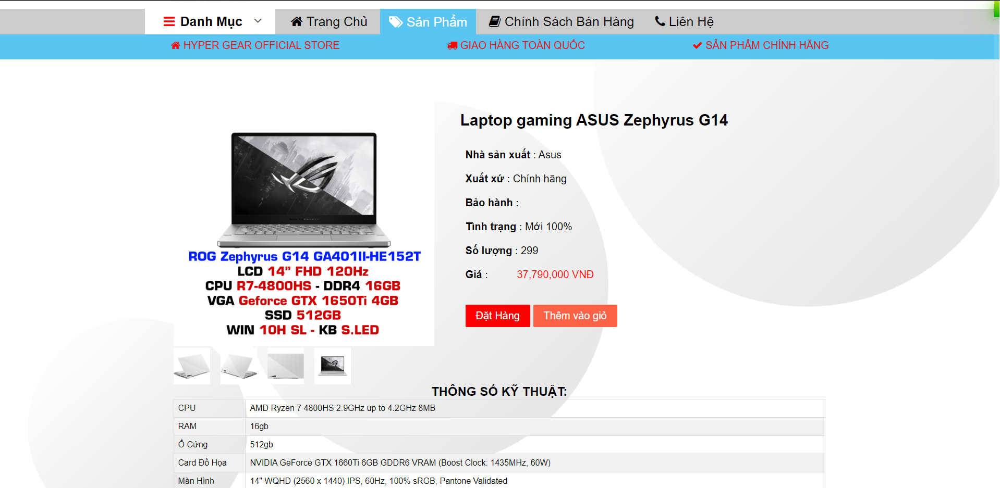 Danh Mục
Trang Chủ
Sản Phẩm
Chính Sách Bán Hàng
Liên Hệ
HYPER GEAR OFFICIAL STORE
GIAO HÀNG TOÀN QUỐC
SẢN PHẨM CHÍNH HÃNG
ROG Zephyrus G14 GA401II-HE152T
LCD 14” FHD 120Hz
CPU R7-4800HS - DDR4 16GB
VGA Geforce GTX 1650Ti 4GB
SSD 512GB
WIN 10H SL - KB S.LED
Laptop gaming ASUS Zephyrus G14
Nhà sản xuất : Asus
Xuất xứ : Chính hãng
Bảo hành :
Tình trạng : Mới 100%
Số lượng : 299
Giá : 37,790,000 VNĐ
Đặt Hàng
Thêm vào giỏ
THÔNG SỐ KỸ THUẬT:
CPU AMD Ryzen 7 4800HS 2.9GHz up to 4.2GHz 8MB
RAM 16gb
Ổ Cứng 512gb
Card Đồ Họa NVIDIA GeForce GTX 1660Ti 6GB GDDR6 VRAM (Boost Clock: 1435MHz, 60W)
Màn Hình 14" WQHD (2560 x 1440) IPS, 60Hz, 100% sRGB, Pantone Validated